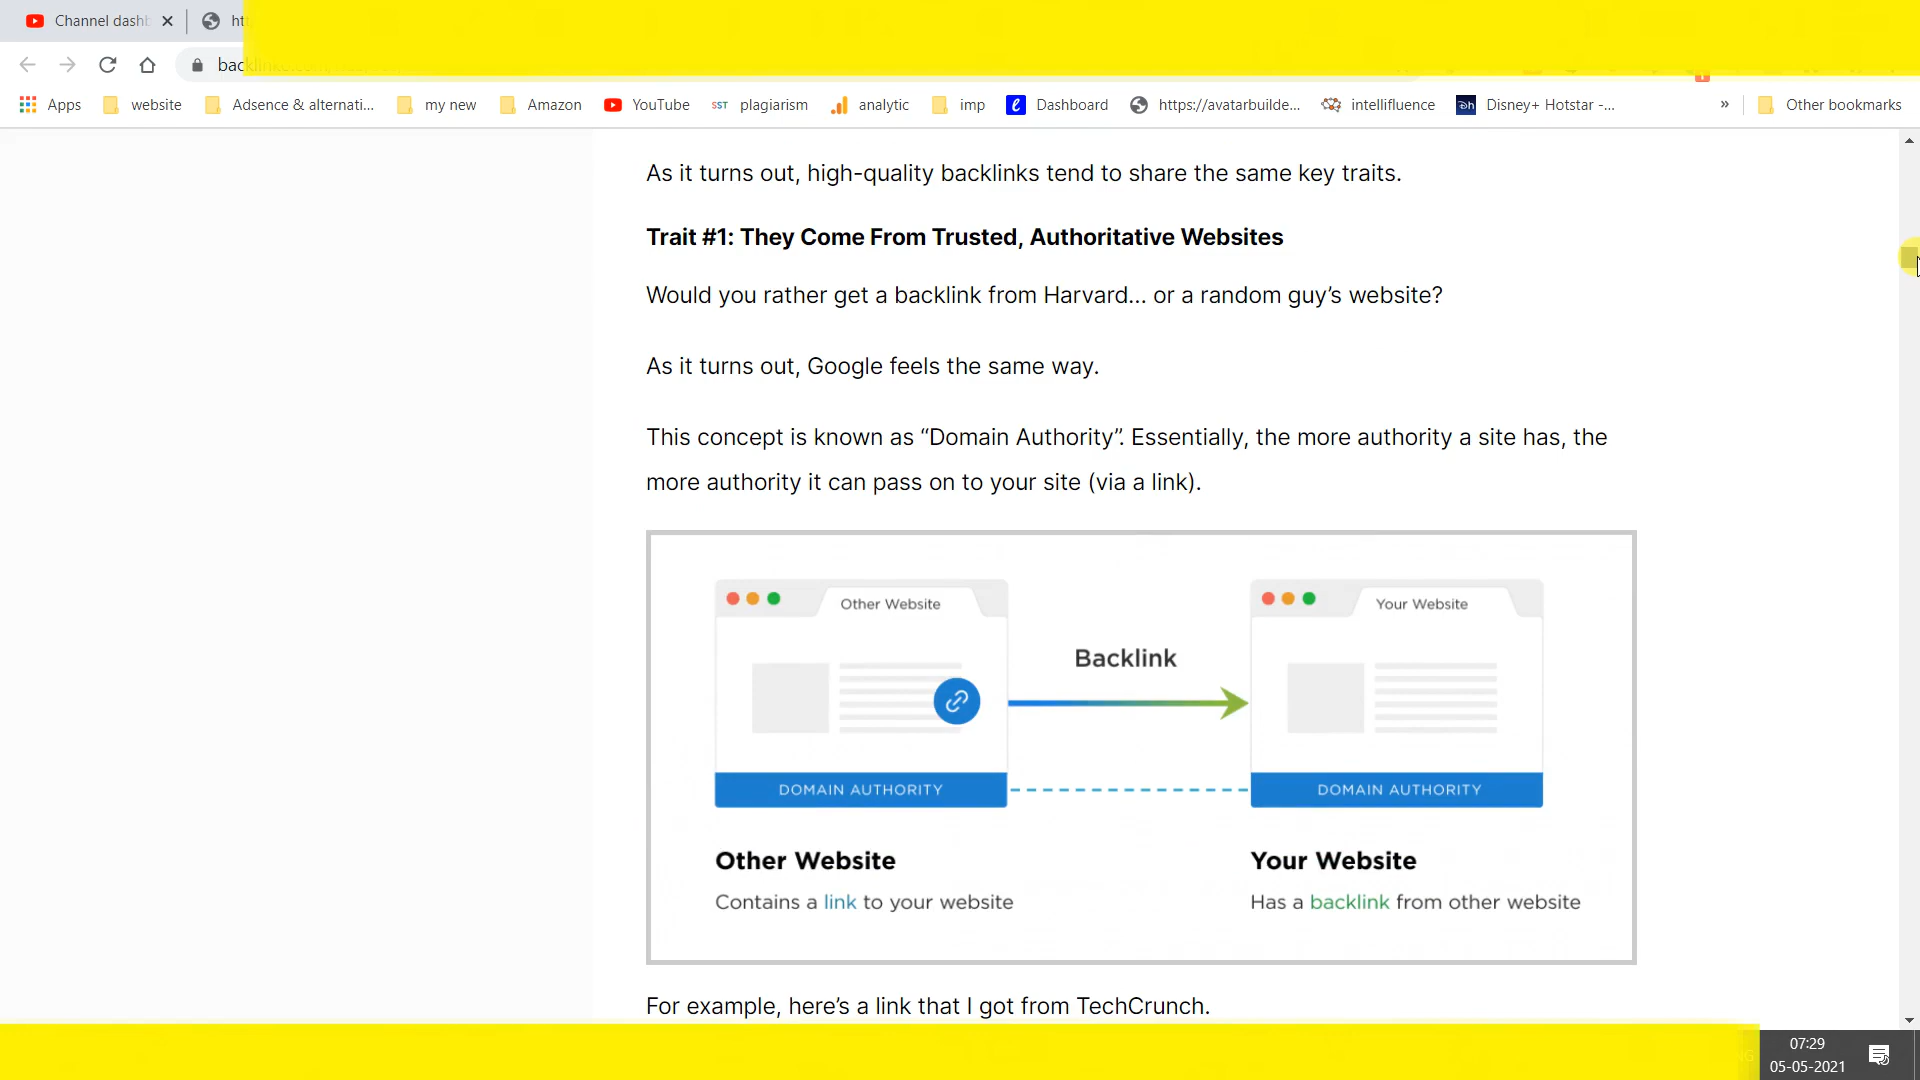 Channel dashb
Apps website Adsence & alternati... my new Amazon YouTube SST plagiarism analytic imp Dashboard https://avatarbuilde... intellifluence Disney+ Hotstar -... » Other bookmarks
As it turns out, high-quality backlinks tend to share the same key traits.
Trait #1: They Come From Trusted, Authoritative Websites
Would you rather get a backlink from Harvard… or a random guy’s website?
As it turns out, Google feels the same way.
This concept is known as “Domain Authority”. Essentially, the more authority a site has, the
more authority it can pass on to your site (via a link).
Other Website
Your Website
Backlink
DOMAIN AUTHORITY
DOMAIN AUTHORITY
Other Website
Your Website
Contains a link to your website
Has a backlink from other website
For example, here’s a link that I got from TechCrunch.
07:29
05-05-2021